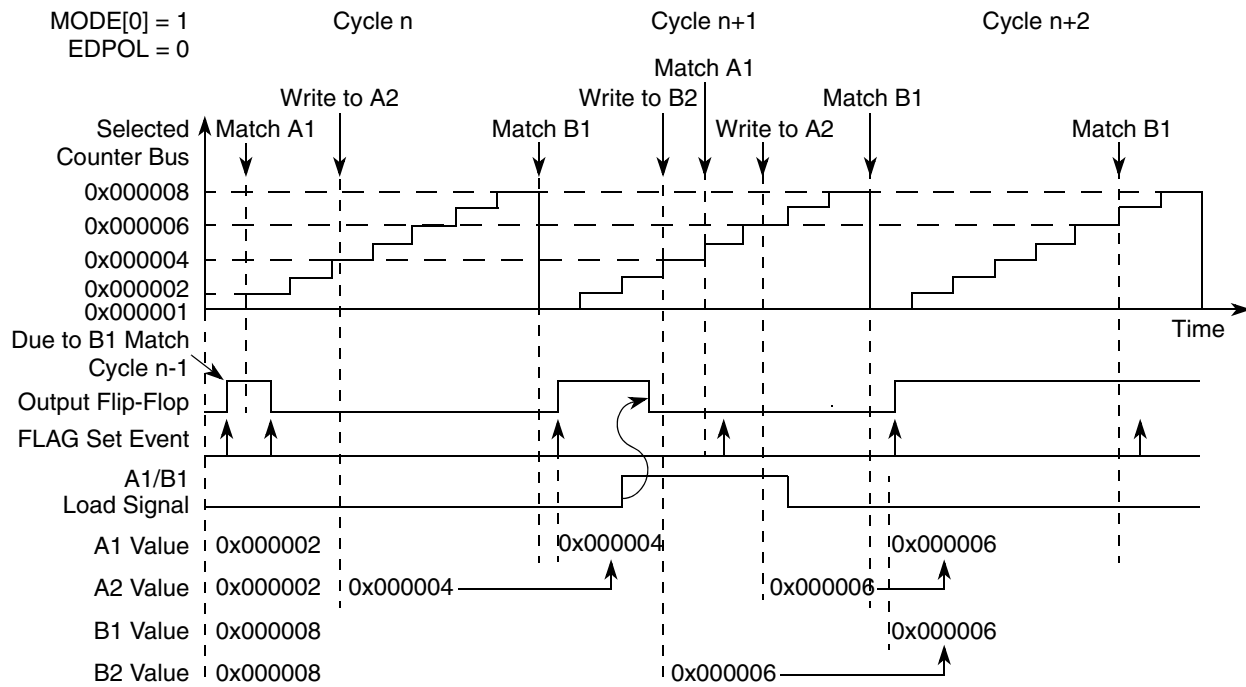 MODE[0] = 1
EDPOL = 0
Cycle n
Cycle n+1
Cycle n+2
Match A1
Write to A2
Write to B2
Match B1
Selected
Counter Bus
Match A1
Match B1
Write to A2
Match B1
0x000008
0x000006
0x000004
0x000002
0x000001
Time
Due to B1 Match
Cycle n-1
Output Flip-Flop
FLAG Set Event
A1/B1
Load Signal
A1 Value 0x000002 0x000004 0x000006
A2 Value 0x000002 0x000004 0x000006
B1 Value 0x000008 0x000006
B2 Value 0x000008 0x000006